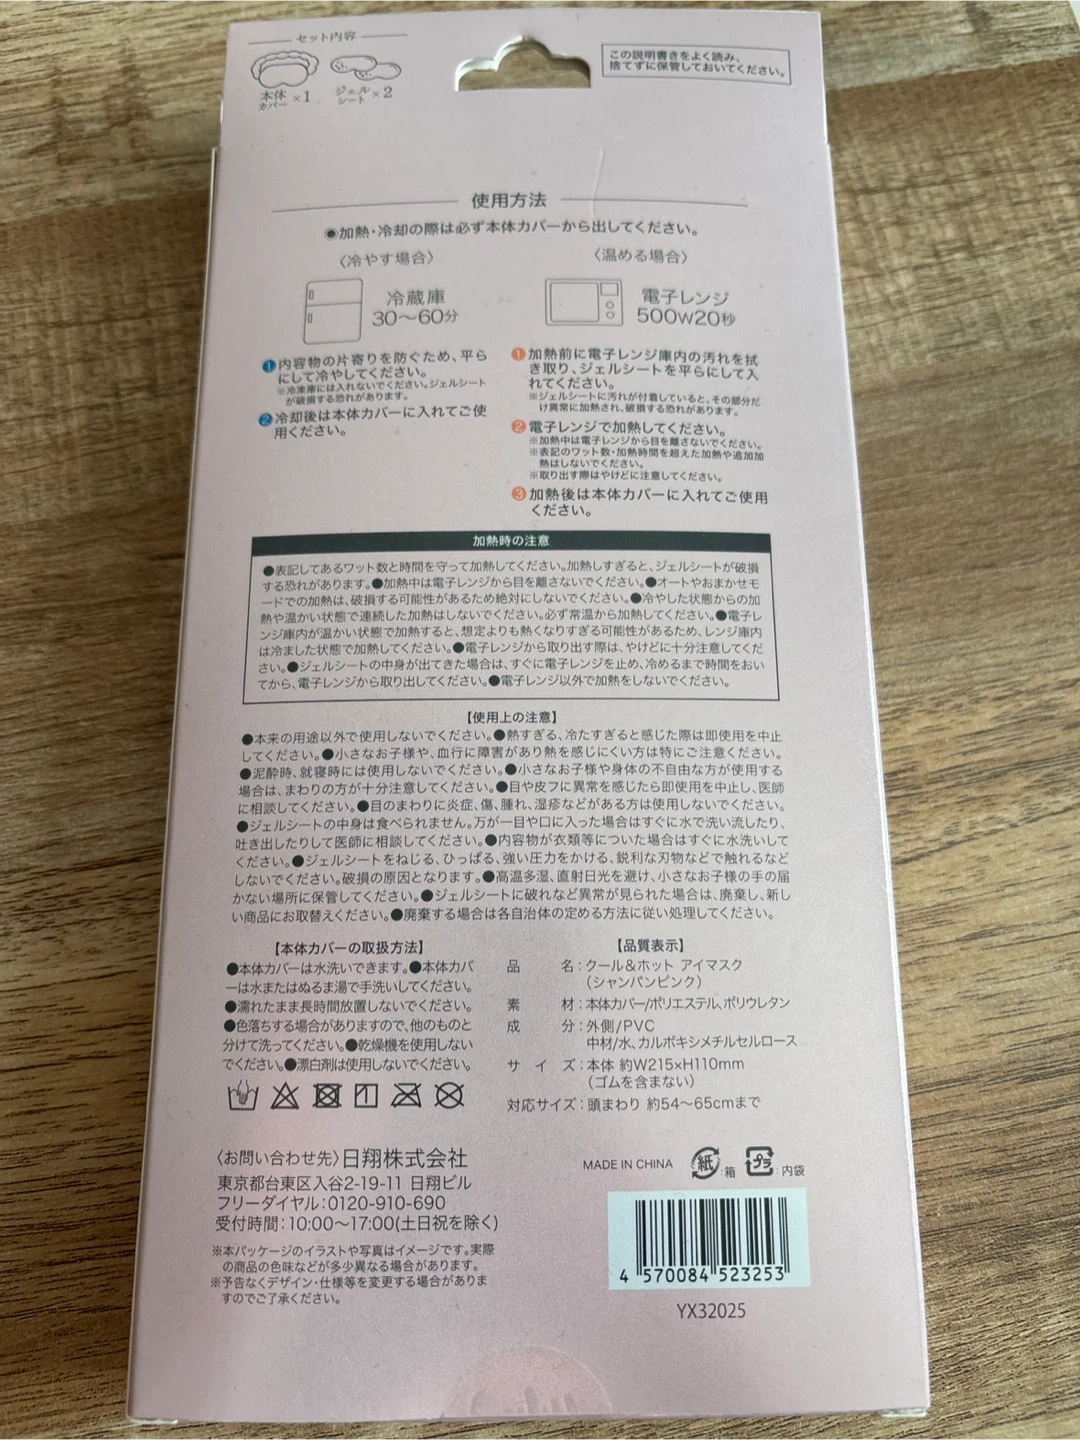 セット内容
本体カバー ×1
ジェルシート ×2
この説明書きをよく読み、
捨てずに保管しておいてください。
使用方法
◉加熱・冷却の際は必ず本体カバーから出してください。
〈冷やす場合〉
冷蔵庫
30〜60分
❶内容物の片寄りを防ぐため、平ら
にして冷やしてください。
※冷凍庫には入れないでください。ジェルシート
が破損する恐れがあります。
❷冷却後は本体カバーに入れてご使
用ください。
〈温める場合〉
電子レンジ
500W20秒
❶加熱前に電子レンジ庫内の汚れを拭
き取り、ジェルシートを平らにして入
れてください。
※ジェルシートに汚れが付着していると、その部分だ
け異常に加熱され、破損する恐れがあります。
❷電子レンジで加熱してください。
※加熱中は電子レンジから目を離さないでください。
※表記のワット数・加熱時間を超えた加熱や追加加
熱はしないでください。
※取り出す際はやけどに注意してください。
❸加熱後は本体カバーに入れてご使用
ください。
加熱時の注意
●表記してあるワット数と時間を守って加熱してください。加熱しすぎると、ジェルシートが破損
する恐れがあります。●加熱中は電子レンジから目を離さないでください。●オートやおまかせモ
ードでの加熱は、破損する可能性があるため絶対にしないでください。●冷やした状態からの加
熱や温かい状態で連続した加熱はしないでください。必ず常温から加熱してください。●電子レ
ンジ庫内が温かい状態で加熱すると、想定よりも熱くなりすぎる可能性があるため、レンジ庫内
は冷ました状態で加熱してください。●電子レンジから取り出す際は、やけどに十分注意してくだ
さい。●ジェルシートの中身が出てきた場合は、すぐに電子レンジを止め、冷めるまで時間をおい
てから、電子レンジから取り出してください。●電子レンジ以外で加熱をしないでください。
【使用上の注意】
●本来の用途以外で使用しないでください。●熱すぎる、冷たすぎると感じた際は即使用を中止
してください。●小さなお子様や、血行に障害があり熱を感じにくい方は特にご注意ください。
●泥酔時、就寝時には使用しないでください。●小さなお子様や身体の不自由な方が使用する
場合は、まわりの方が十分注意してください。●目や皮フに異常を感じたら即使用を中止し、医師
に相談してください。●目のまわりに炎症、傷、腫れ、湿疹などがある方は使用しないでください。
●ジェルシートの中身は食べられません。万が一目や口に入った場合はすぐに水で洗い流したり、
吐き出したりして医師に相談してください。●内容物が衣類等についた場合はすぐに水洗いして
ください。●ジェルシートをねじる、ひっぱる、強い圧力をかける、鋭利な刃物などで触れるなど
しないでください。破損の原因となります。●高温多湿、直射日光を避け、小さなお子様の手の届
かない場所に保管してください。●ジェルシートに破れなど異常が見られた場合は、廃棄し、新し
い商品にお取替えください。●廃棄する場合は各自治体の定める方法に従い処理してください。
【本体カバーの取扱方法】
●本体カバーは水洗いできます。●本体カバ
ーは水またはぬるま湯で手洗いしてください。
●濡れたまま長時間放置しないでください。
●色落ちする場合がありますので、他のものと
分けて洗ってください。●乾燥機を使用しない
でください。●漂白剤は使用しないでください。
【品質表示】
品名：クール＆ホット アイマスク
（シャンパンピンク）
素材：本体カバー/ポリエステル、ポリウレタン
成分：外側/PVC
中材/水、カルボキシメチルセルロース
サイズ：本体 約W215×H110mm
（ゴムを含まない）
対応サイズ：頭まわり 約54〜65cmまで
〈お問い合わせ先〉日翔株式会社
東京都台東区入谷2-19-11 日翔ビル
フリーダイヤル：0120-910-690
受付時間：10:00〜17:00(土日祝を除く)
※本パッケージのイラストや写真はイメージです。実際
の商品の色味などが多少異なる場合があります。
※予告なくデザイン・仕様等を変更する場合がありま
すのでご了承ください。
MADE IN CHINA
紙：箱
プラ：内袋
4 570084 523253
YX32025